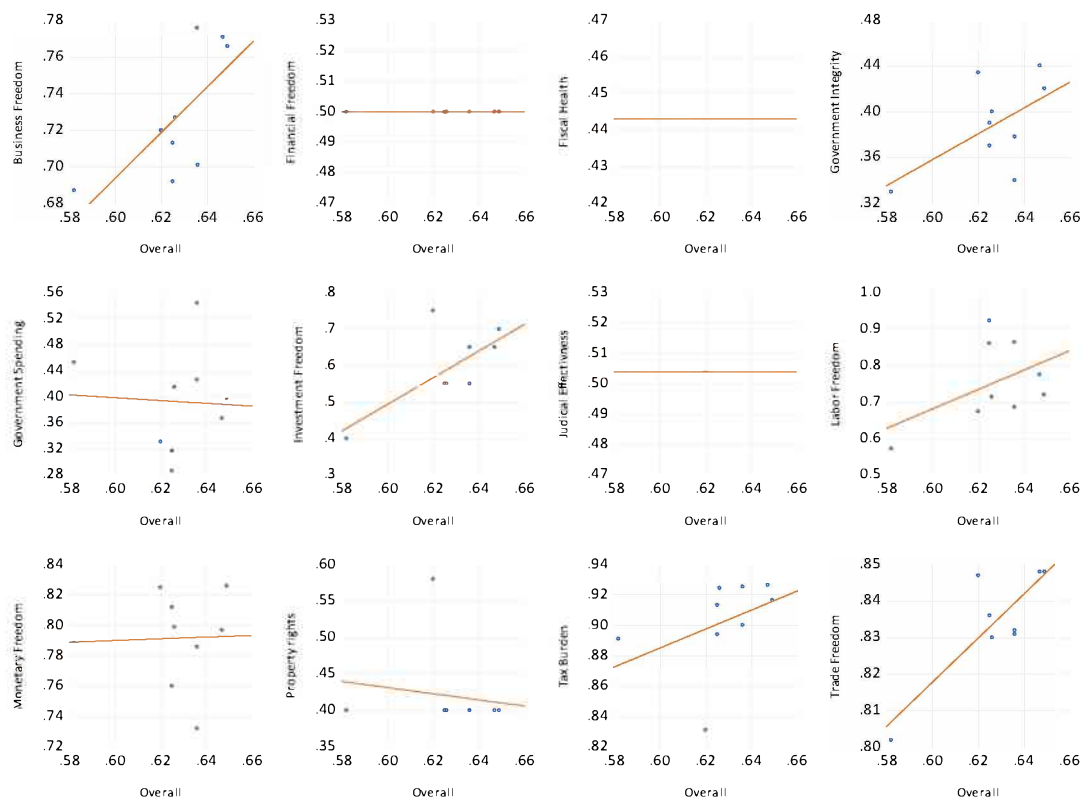 Business Freedom
.78
.76
.74
.72
.70
.68
.58 .60 .62 .64 .66
Overall
Financial Freedom
.53
.52
.51
.50
.49
.48
.47
.58 .60 .62 .64 .66
Overall
Fiscal Health
.47
.46
.45
.44
.43
.42
.58 .60 .62 .64 .66
Overall
Government Integrity
.48
.44
.40
.36
.32
.58 .60 .62 .64 .66
Overall
Government Spending
.56
.52
.48
.44
.40
.36
.32
.28
.58 .60 .62 .64 .66
Overall
Investment Freedom
.8
.7
.6
.5
.4
.3
.58 .60 .62 .64 .66
Overall
Judical Effectivness
.53
.52
.51
.50
.49
.48
.47
.58 .60 .62 .64 .66
Overall
Labor Freedom
1.0
0.9
0.8
0.7
0.6
0.5
.58 .60 .62 .64 .66
Overall
Monetary Freedom
.84
.82
.80
.78
.76
.74
.72
.58 .60 .62 .64 .66
Overall
Property Rights
.60
.55
.50
.45
.40
.35
.58 .60 .62 .64 .66
Overall
Tax Burden
.94
.92
.90
.88
.86
.84
.82
.58 .60 .62 .64 .66
Overall
Trade Freedom
.85
.84
.83
.82
.81
.80
.58 .60 .62 .64 .66
Overall